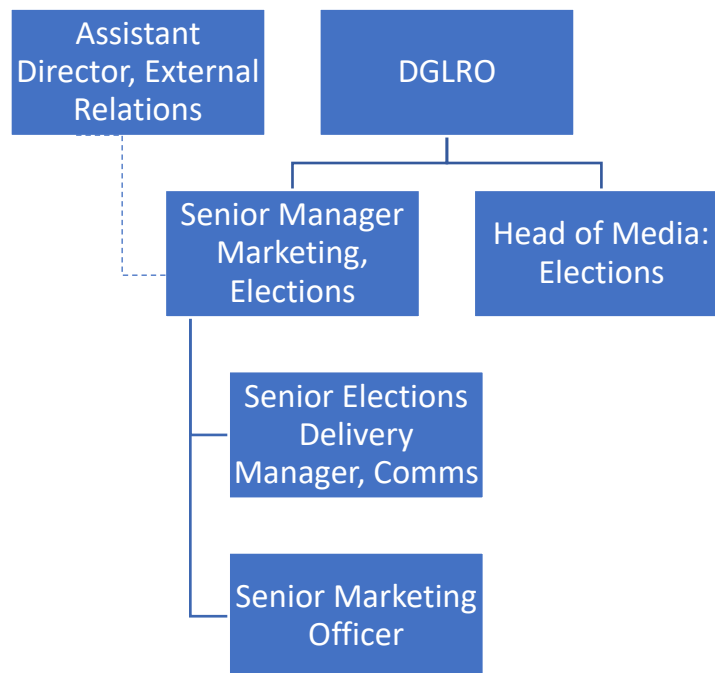 Assistant
Director, External
Relations
DGLRO
Senior Manager
Marketing,
Elections
Head of Media:
Elections
Senior Elections
Delivery
Manager, Comms
Senior Marketing
Officer